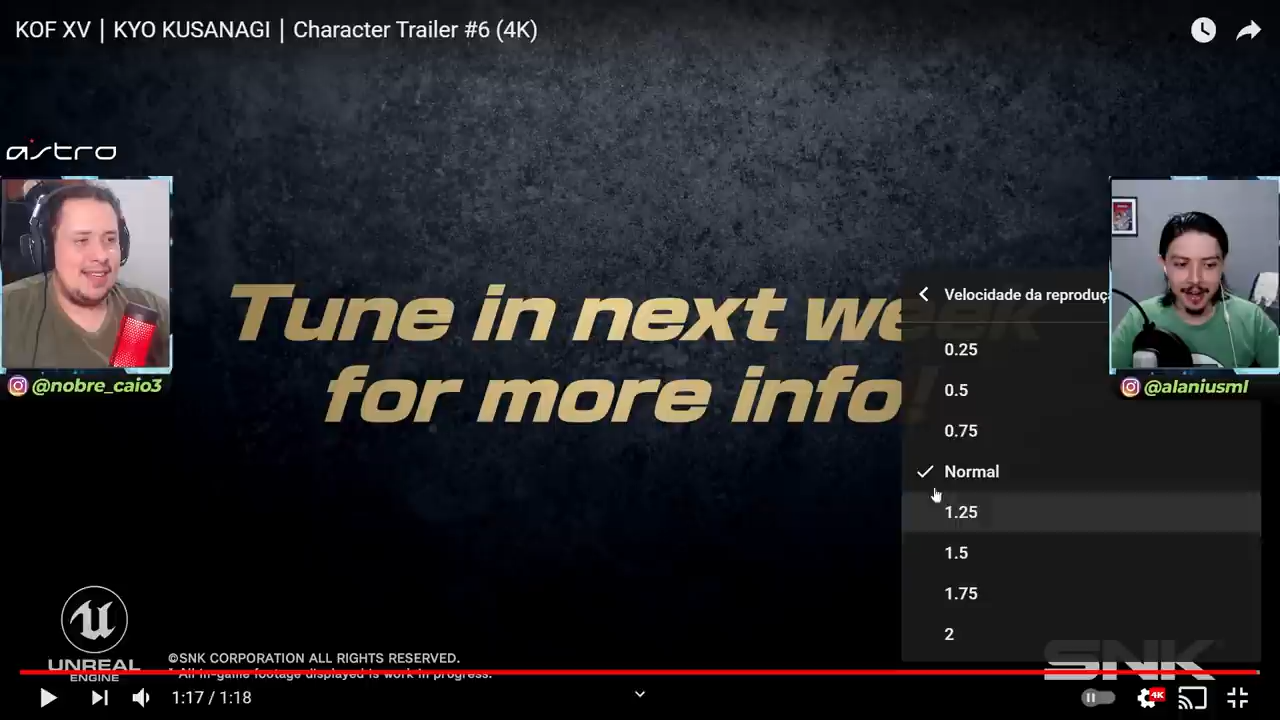 KOF XV | KYO KUSANAGI | Character Trailer #6 (4K)
astro
Tune in next week
for more info!
Velocidade da reproduç
0.25
0.5
0.75
Normal
1.25
1.5
1.75
2
@nobre_caio3
@alaniusml
UNREAL
ENGINE
©SNK CORPORATION ALL RIGHTS RESERVED.
* All in-game footage displayed is work in progress.
SNK
1:17 / 1:18
4K